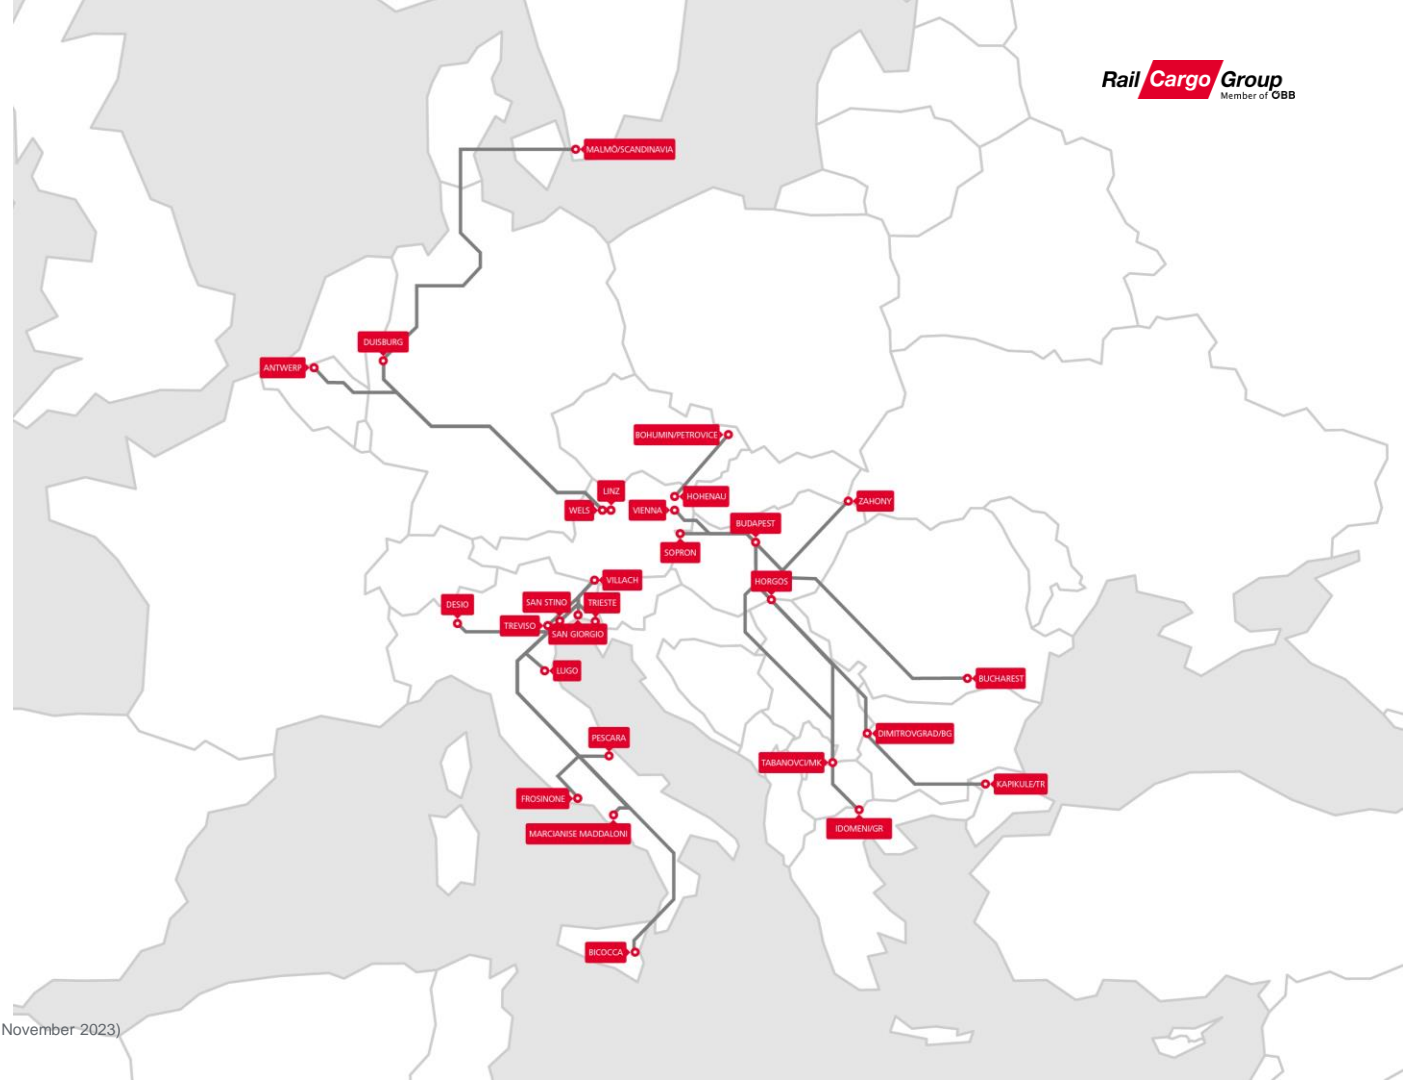 Rail Cargo Group
Member of ÖBB
MALMÖ/SCANDINAVIA
DUISBURG
ANTWERP
BOHUMIN/PETROVICE
LINZ
HOHENAU
ZAHONY
WELS
VIENNA
BUDAPEST
SOPRON
VILLACH
HORGOS
DESIO
SAN STINO
TRIESTE
TREVISO
SAN GIORGIO
LUGO
BUCHAREST
PESCARA
DIMITROVGRAD/BG
TABANOVCI/MK
KAPIKULE/TR
FROSINONE
MARCIANISE MADDALONI
IDOMENI/GR
BICOCCA
November 2023)